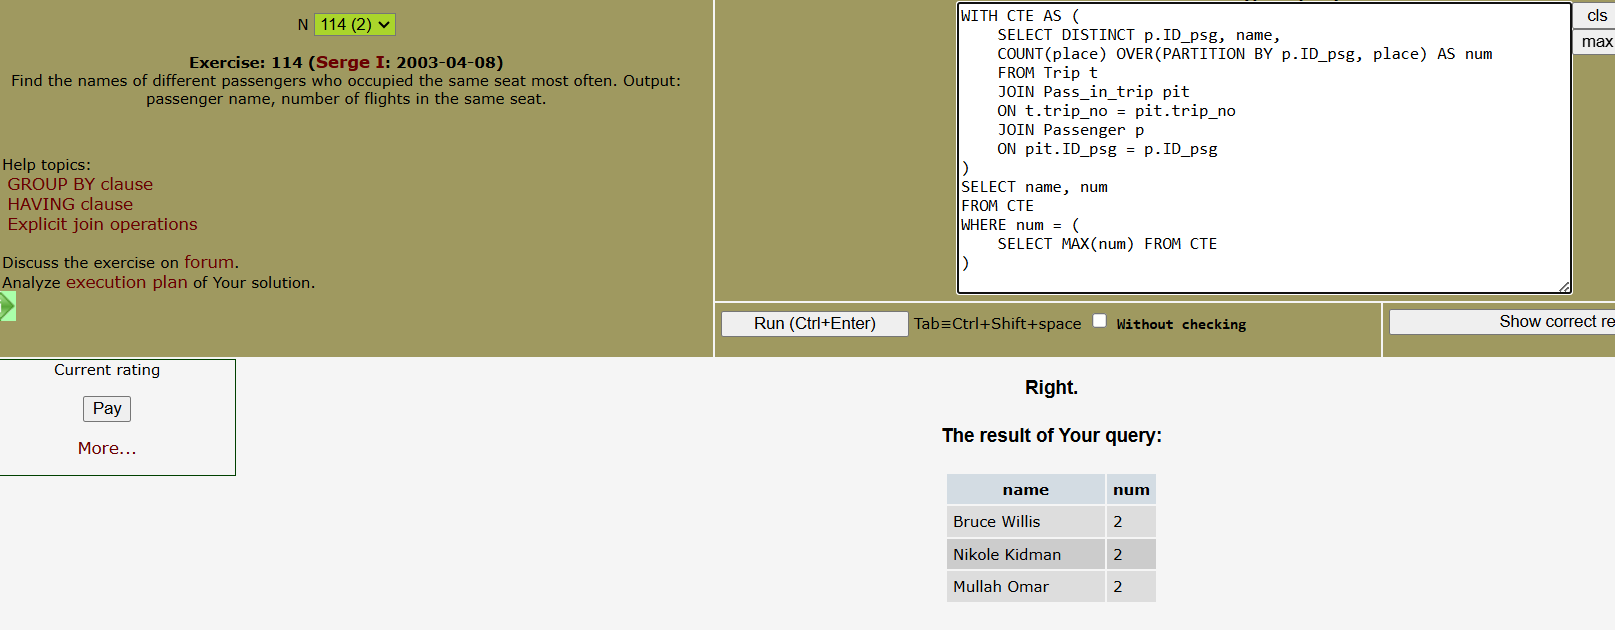 N 114 (2)
Exercise: 114 (Serge I: 2003-04-08)
Find the names of different passengers who occupied the same seat most often. Output:
passenger name, number of flights in the same seat.
Help topics:
GROUP BY clause
HAVING clause
Explicit join operations
Discuss the exercise on forum.
Analyze execution plan of Your solution.
WITH CTE AS (
    SELECT DISTINCT p.ID_psg, name,
    COUNT(place) OVER(PARTITION BY p.ID_psg, place) AS num
    FROM Trip t
    JOIN Pass_in_trip pit
    ON t.trip_no = pit.trip_no
    JOIN Passenger p
    ON pit.ID_psg = p.ID_psg
)
SELECT name, num
FROM CTE
WHERE num = (
    SELECT MAX(num) FROM CTE
)
cls
max
Run (Ctrl+Enter) Tab≡Ctrl+Shift+space Without checking
Show correct re
Current rating
Pay
More...
Right.
The result of Your query:
name num
Bruce Willis 2
Nikole Kidman 2
Mullah Omar 2